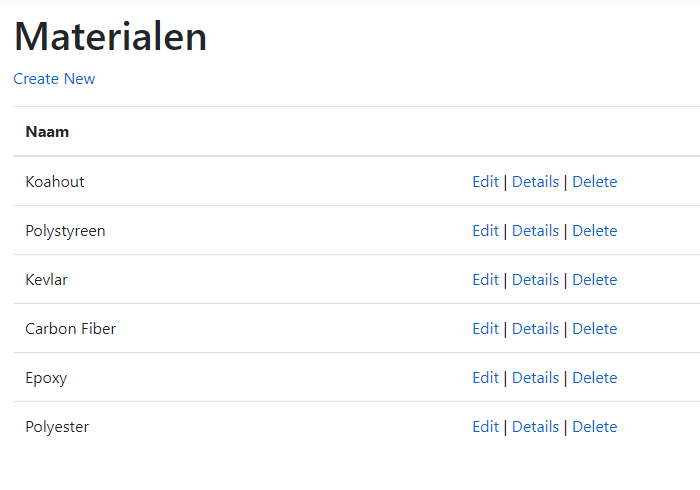 Materialen
Create New
Naam
Koahout Edit | Details | Delete
Polystyreen Edit | Details | Delete
Kevlar Edit | Details | Delete
Carbon Fiber Edit | Details | Delete
Epoxy Edit | Details | Delete
Polyester Edit | Details | Delete